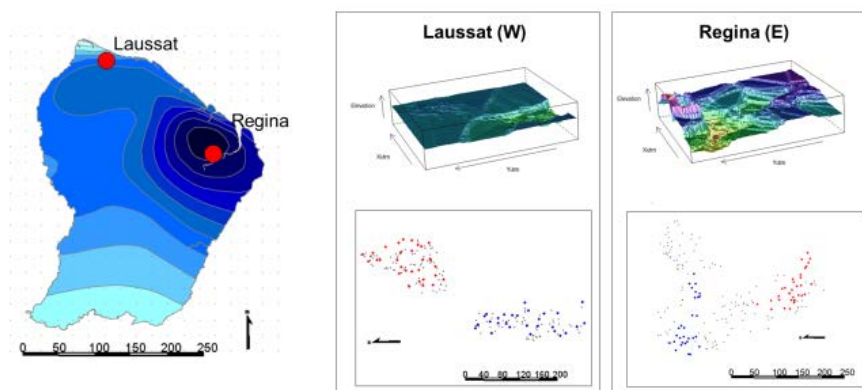 Laussat
Regina
0 50 100 150 200 250
Laussat (W)
Elevation
Xutm
Yutm
0 40 80 120 200
Regina (E)
Elevation
Xutm
Yutm
0 50 100 150 200 250